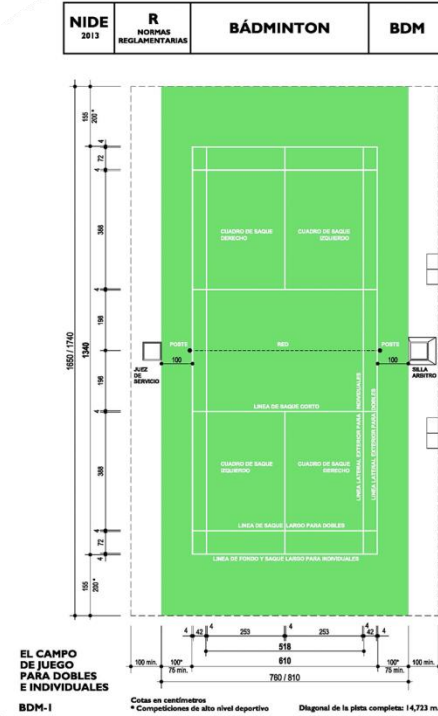 NIDE
2013
R
NORMAS
REGLAMENTARIAS
BÁDMINTON
BDM
155
200*
4
72
4
388
198
1340
1650 / 1740
198
4
388
4
72
4
155
200*
CUADRO DE SAQUE
DERECHO
CUADRO DE SAQUE
IZQUIERDO
POSTE
RED
POSTE
100
100
JUEZ
DE
SERVICIO
SILLA
ARBITRO
LINEA DE SAQUE CORTO
LINEA LATERAL EXTERIOR PARA INDIVIDUALES
LINEA LATERAL EXTERIOR PARA DOBLES
CUADRO DE SAQUE
IZQUIERDO
CUADRO DE SAQUE
DERECHO
LINEA DE SAQUE LARGO PARA DOBLES
LINEA DE FONDO Y SAQUE LARGO PARA INDIVIDUALES
4 42 4 253 4 253 4 42 4
518
100 min. 100* 75 min. 610 100* 75 min. 100 min.
760 / 810
EL CAMPO
DE JUEGO
PARA DOBLES
E INDIVIDUALES
BDM-1
Cotas en centímetros
* Competiciones de alto nivel deportivo
Diagonal de la pista completa: 14,723 m